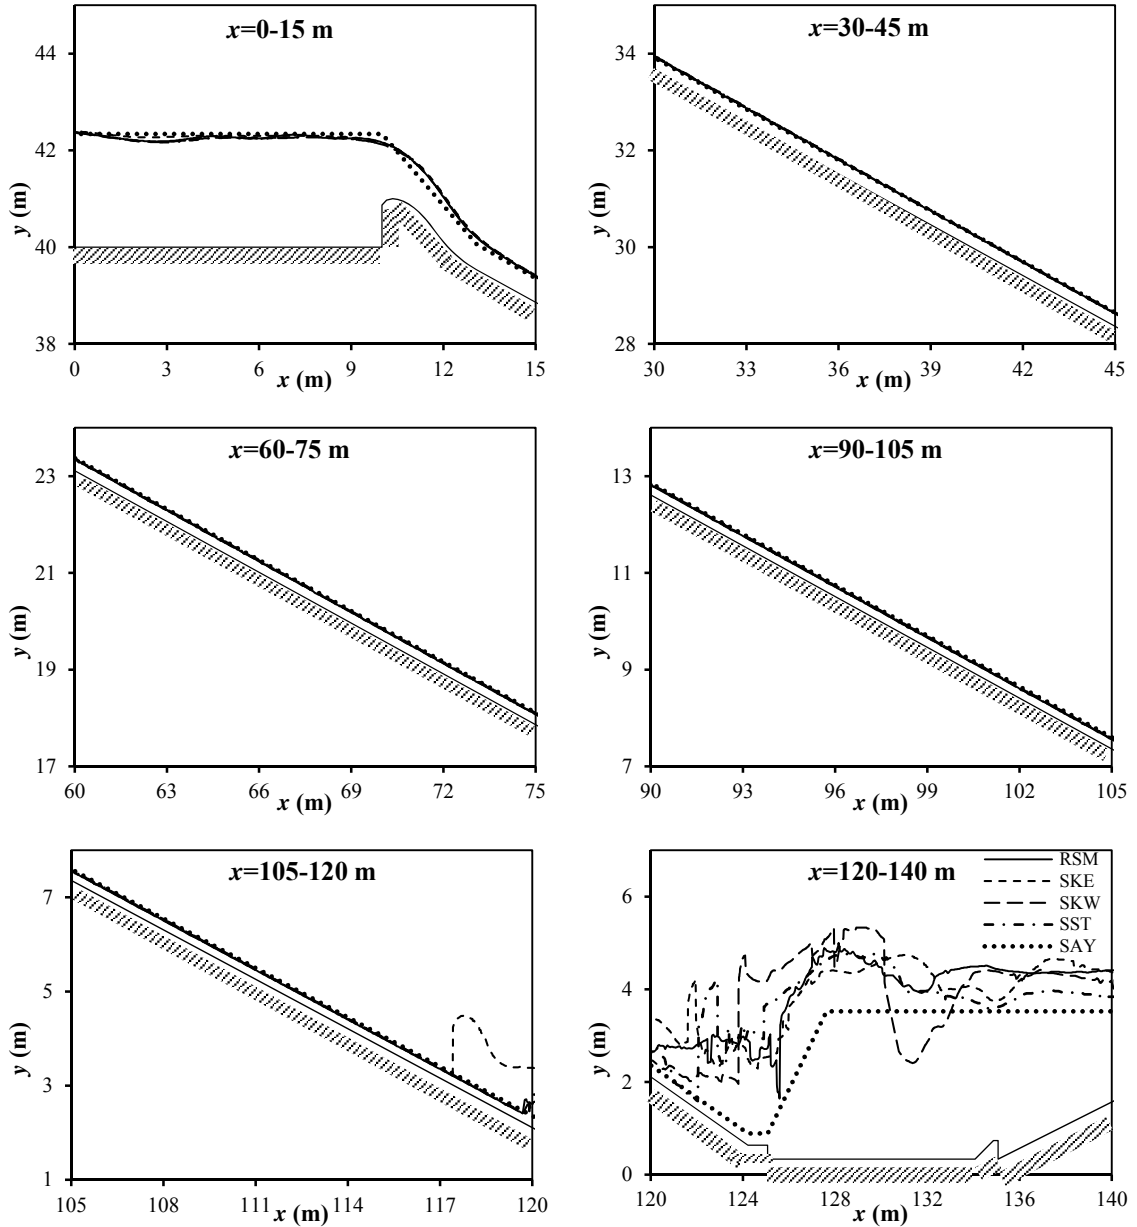 x=0-15 m
y (m)
44
42
40
38
0 3 6 9 12 15
x (m)
x=30-45 m
y (m)
34
32
30
28
30 33 36 39 42 45
x (m)
x=60-75 m
y (m)
23
21
19
17
60 63 66 69 72 75
x (m)
x=90-105 m
y (m)
13
11
9
7
90 93 96 99 102 105
x (m)
x=105-120 m
y (m)
7
5
3
1
105 108 111 114 117 120
x (m)
x=120-140 m
RSM
SKE
SKW
SST
SAY
y (m)
6
4
2
0
120 124 128 132 136 140
x (m)